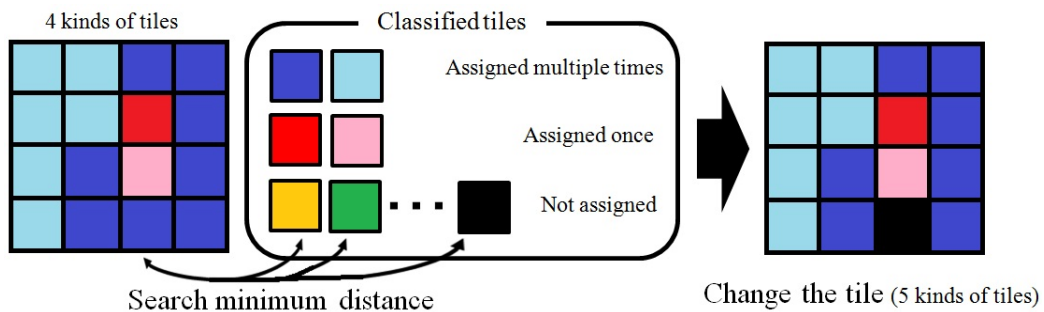 4 kinds of tiles
Classified tiles
Assigned multiple times
Assigned once
Not assigned
Search minimum distance
Change the tile (5 kinds of tiles)